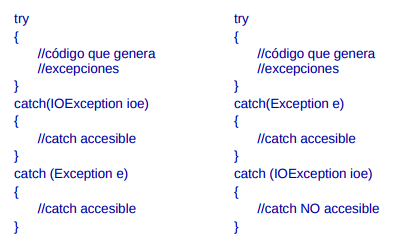 try
{
//código que genera
//excepciones
}
catch(IOException ioe)
{
//catch accesible
}
catch (Exception e)
{
//catch accesible
}
try
{
//código que genera
//excepciones
}
catch(Exception e)
{
//catch accesible
}
catch (IOException ioe)
{
//catch NO accesible
}